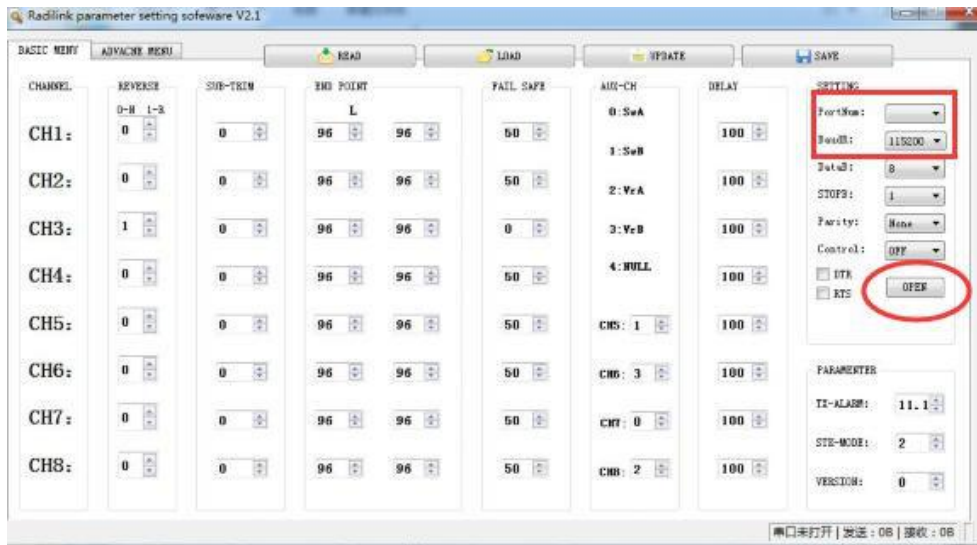 Radilink parameter setting sofeware V2.1
BASIC MENY ADVACNE MENU READ LOAD UPDATE SAVE
CHANNEL REVERSE SUB-TRIM END POINT FAIL SAFE AUX-CH DELAY SETTING
0-N 1-R L 0:SwA PortNum:
CH1: 0 0 96 96 50 100
1:SwB BaudR: 115200
CH2: 0 0 96 96 50 2:VrA 100 DataB: 8
STOPB: 1
CH3: 1 0 96 96 0 3:VrB 100 Parity: None
Control: OFF
CH4: 0 0 96 96 50 4:NULL 100 DTR OPEN
RTS
CH5: 0 0 96 96 50 CH5: 1 100
CH6: 0 0 96 96 50 CH6: 3 100 PARAMENTER
TX-ALARM: 11.1
CH7: 0 0 96 96 50 CH7: 0 100
STE-MODE: 2
CH8: 0 0 96 96 50 CH8: 2 100
VERSION: 0
串口未打开 | 发送:0B | 接收:0B